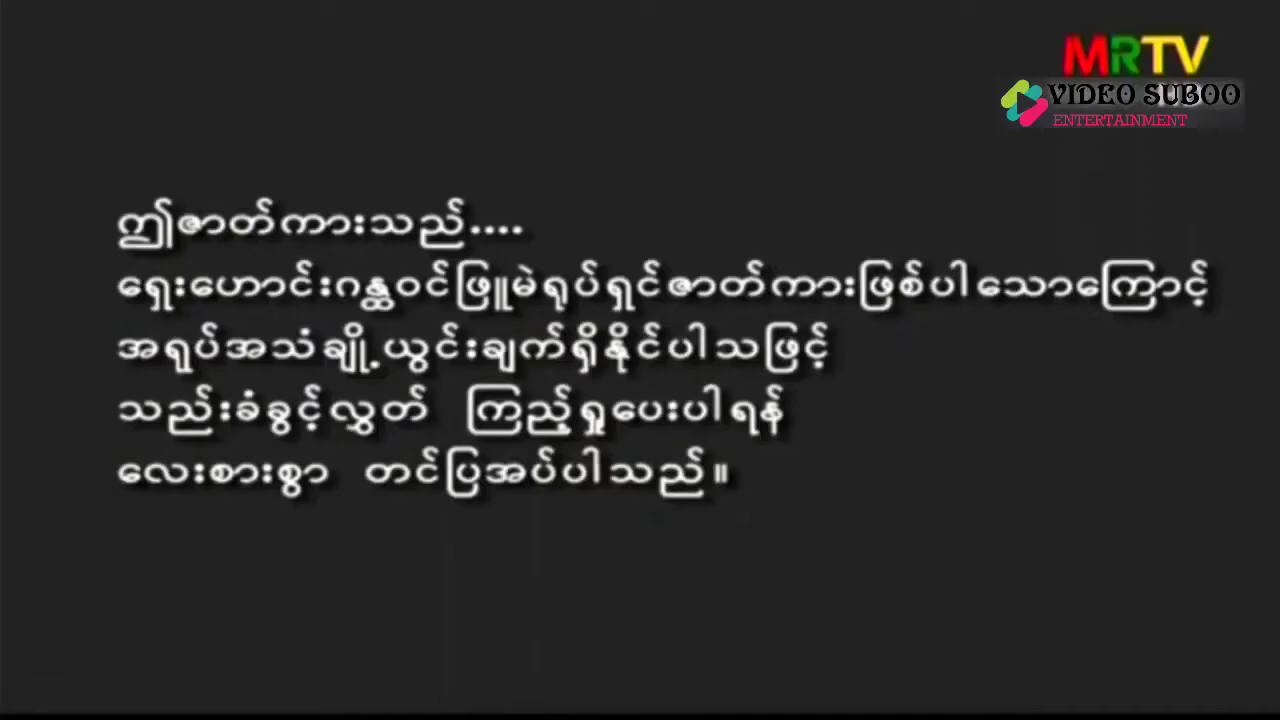 MRTV
VIDEO SUBOO
ENTERTAINMENT
ဤဇာတ်ကားသည်....
ရှေးဟောင်းဂန္ထဝင်ဖြူမဲရုပ်ရှင်ဇာတ်ကားဖြစ်ပါသောကြောင့်
အရုပ်အသံချို့ယွင်းချက်ရှိနိုင်ပါသဖြင့်
သည်းခံခွင့်လွှတ် ကြည့်ရှုပေးပါရန်
လေးစားစွာ တင်ပြအပ်ပါသည်။